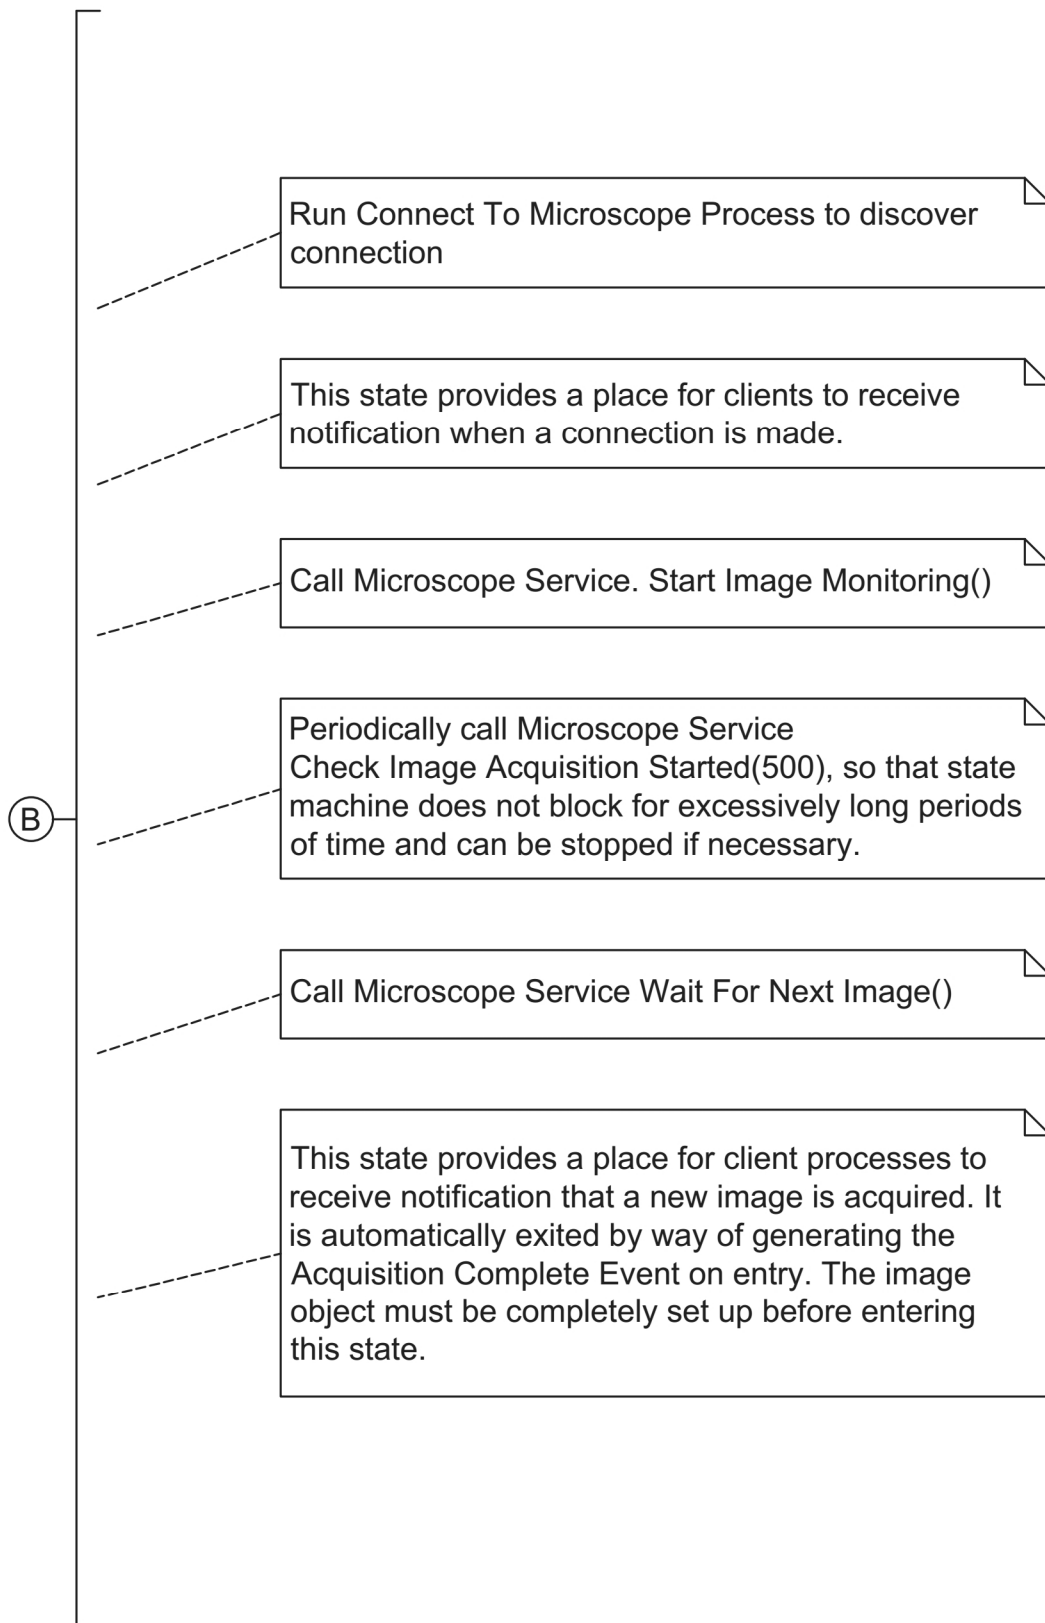 Run Connect To Microscope Process to discover
connection
This state provides a place for clients to receive
notification when a connection is made.
Call Microscope Service. Start Image Monitoring()
Periodically call Microscope Service
Check Image Acquisition Started(500), so that state
machine does not block for excessively long periods
of time and can be stopped if necessary.
B
Call Microscope Service Wait For Next Image()
This state provides a place for client processes to
receive notification that a new image is acquired. It
is automatically exited by way of generating the
Acquisition Complete Event on entry. The image
object must be completely set up before entering
this state.